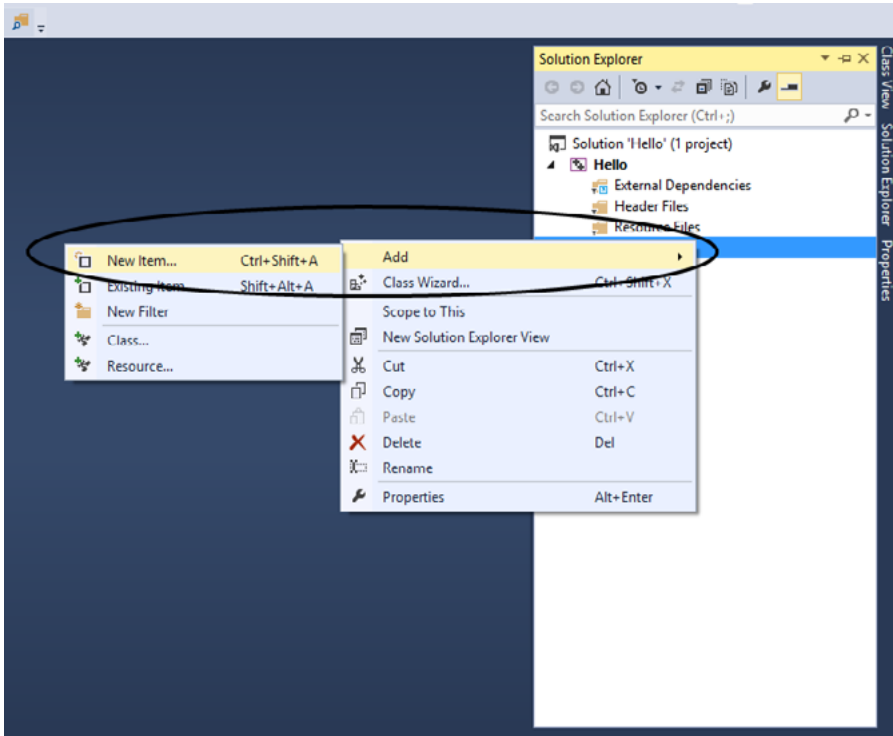 Solution Explorer
Search Solution Explorer (Ctrl+;)
Solution 'Hello' (1 project)
Hello
External Dependencies
Header Files
Resource Files
New Item... Ctrl+Shift+A
Existing Item... Shift+Alt+A
New Filter
Class...
Resource...
Add
Class Wizard... Ctrl+Shift+X
Scope to This
New Solution Explorer View
Cut Ctrl+X
Copy Ctrl+C
Paste Ctrl+V
Delete Del
Rename
Properties Alt+Enter
Class View
Solution Explorer
Properties